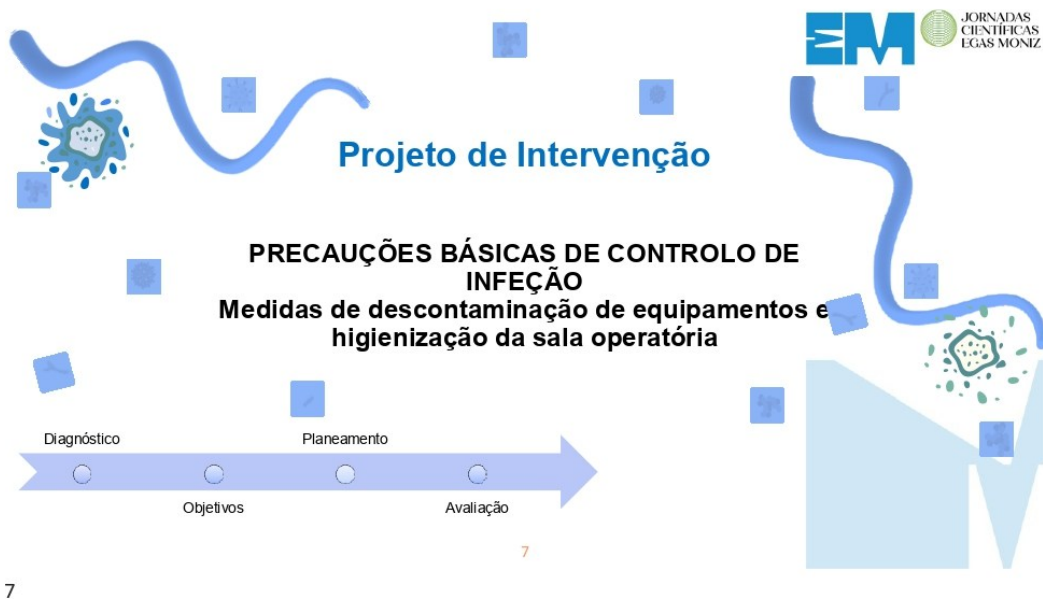 JORNADAS
CIENTÍFICAS
EGAS MONIZ
Projeto de Intervenção
PRECAUÇÕES BÁSICAS DE CONTROLO DE
INFEÇÃO
Medidas de descontaminação de equipamentos e
higienização da sala operatória
Diagnóstico
Planeamento
Objetivos
Avaliação
7
7